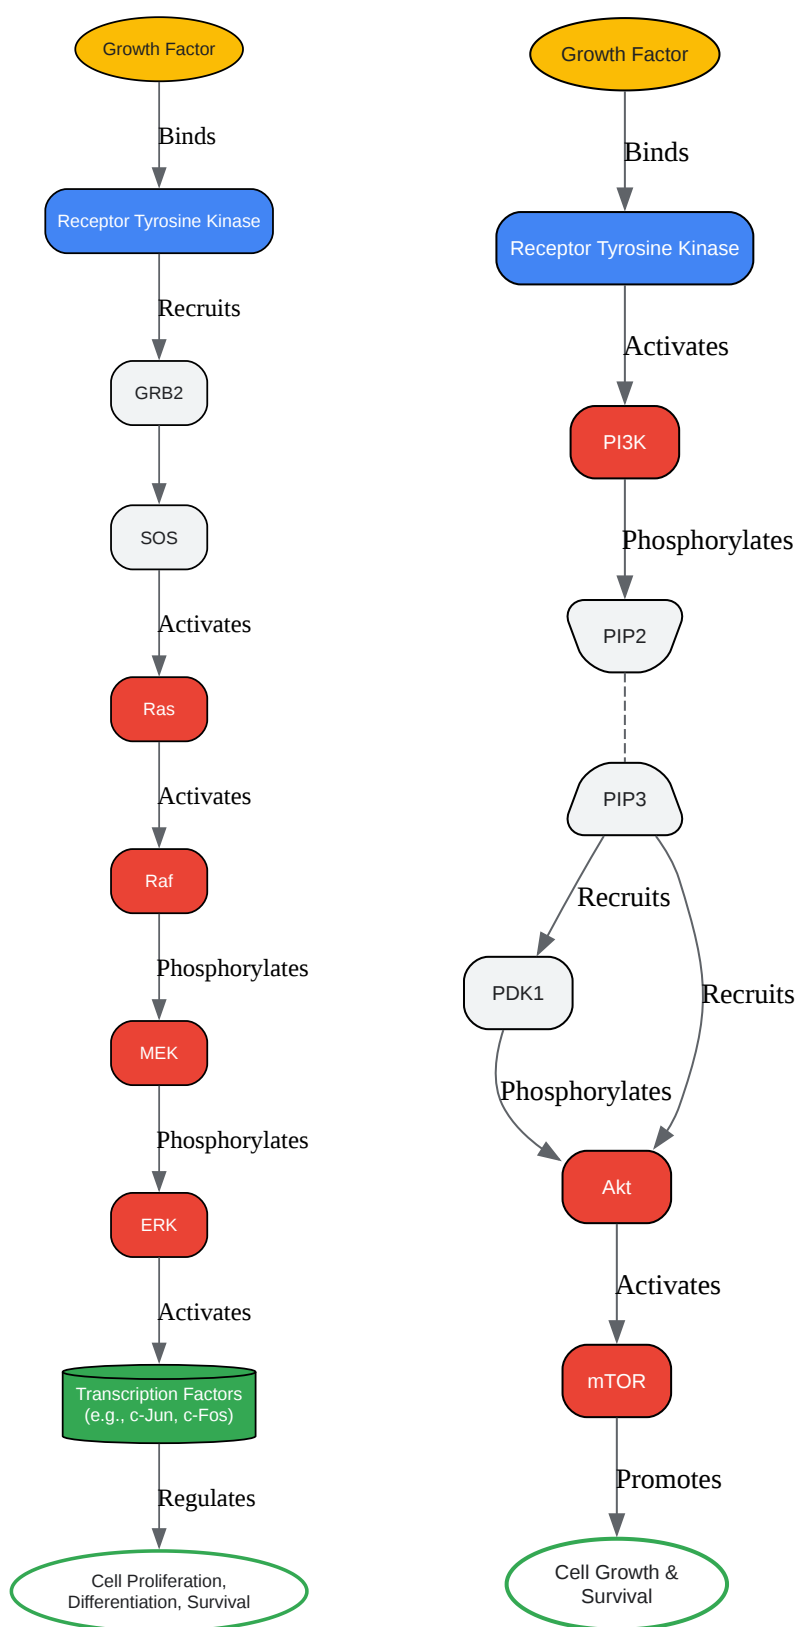 Growth Factor
Binds
Receptor Tyrosine Kinase
Recruits
GRB2
SOS
Activates
Ras
Activates
Raf
Phosphorylates
MEK
Phosphorylates
ERK
Activates
Transcription Factors
(e.g., c-Jun, c-Fos)
Regulates
Cell Proliferation,
Differentiation, Survival
Growth Factor
Binds
Receptor Tyrosine Kinase
Activates
PI3K
Phosphorylates
PIP2
PIP3
Recruits
PDK1
Recruits
Phosphorylates
Akt
Activates
mTOR
Promotes
Cell Growth &
Survival